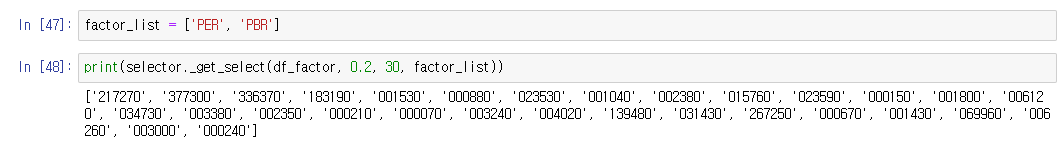 In [47]: factor_list = ['PER', 'PBR']
In [48]: print(selector._get_select(df_factor, 0.2, 30, factor_list))
['217270', '377300', '336370', '183190', '001530', '000880', '023530', '001040', '002380', '015760', '023590', '000150', '001800', '00612
0', '034730', '003380', '002350', '000210', '000070', '003240', '004020', '139480', '031430', '267250', '000670', '001430', '069960', '006
260', '003000', '000240']